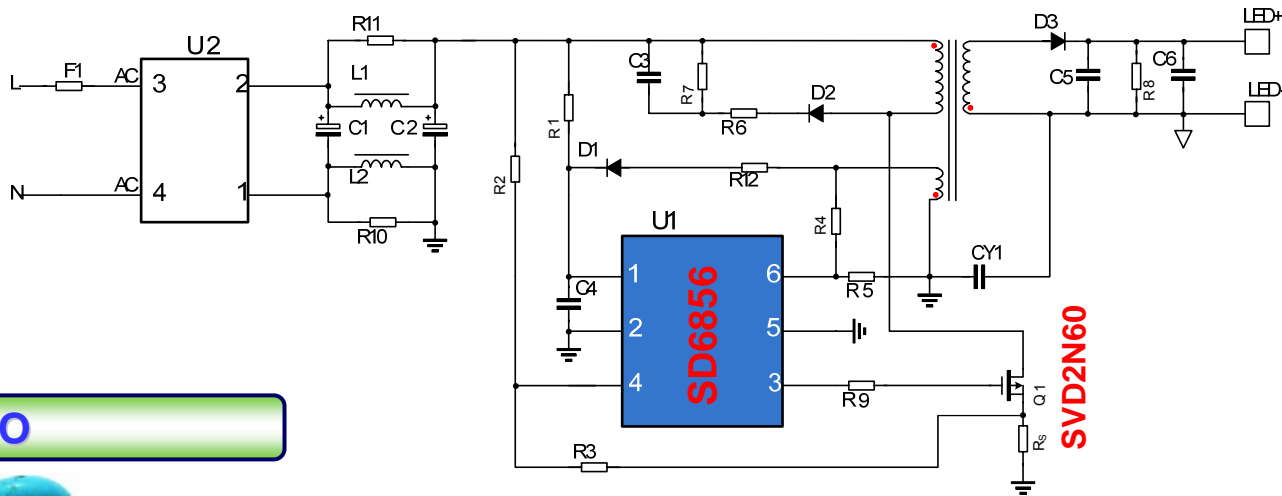 LED+
D3
R11
U2
L1
F1
AC
3
2
L
C3
R7
C5
R8
C6
D2
LED-
R1
R6
C1
C2
D1
R12
L2
R2
N
AC
4
1
R4
R10
U1
CY1
1
6
C4
R5
2
5
SD6856
4
3
R9
Q1
SVD2N60
O
R3
Rs